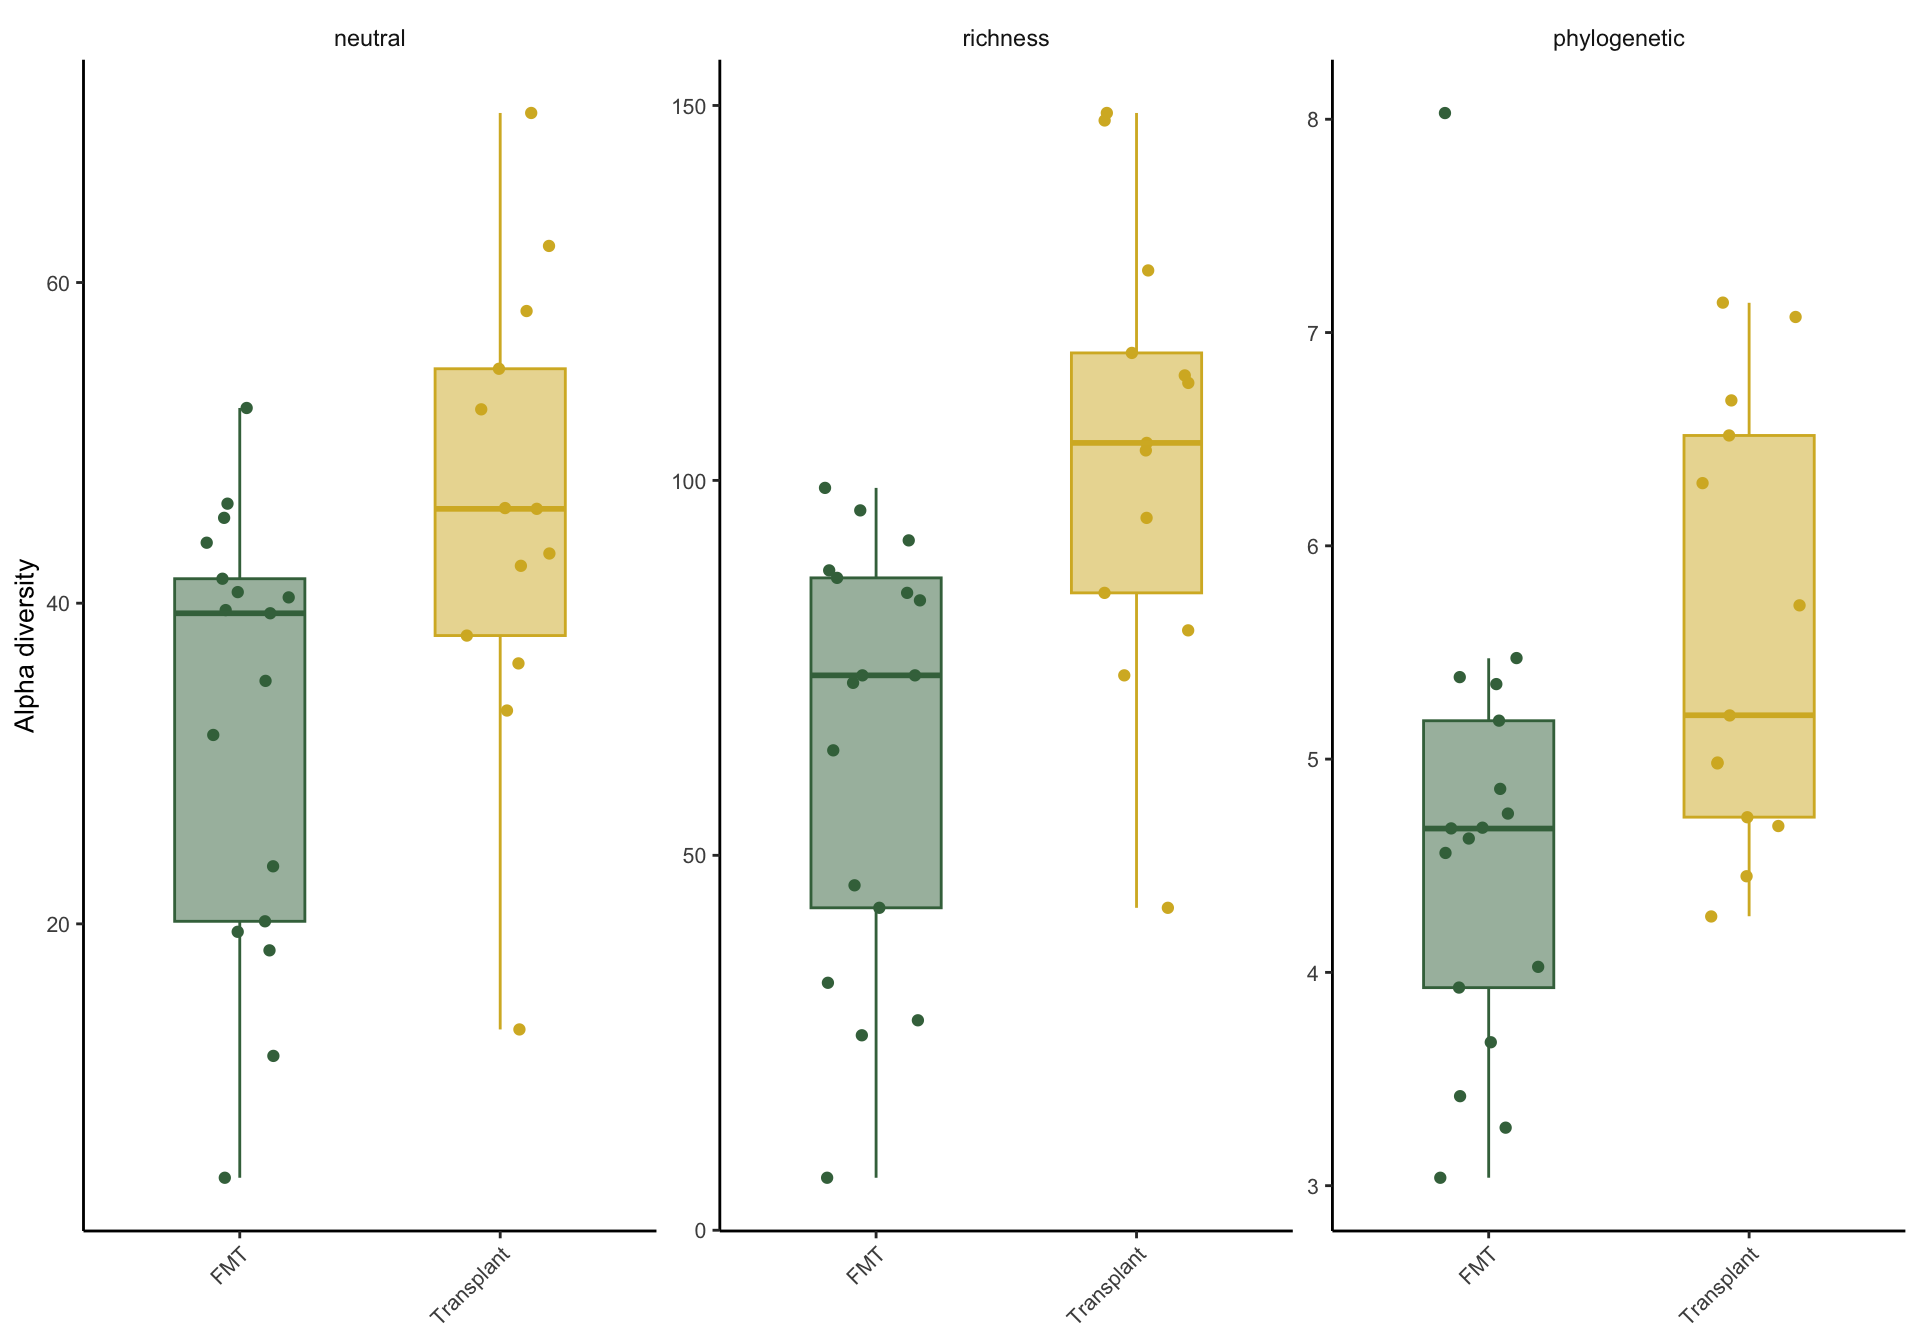 neutral
richness
phylogenetic
Alpha diversity
60
40
20
150
100
50
0
8
7
6
5
4
3
FMT
Transplant
FMT
Transplant
FMT
Transplant